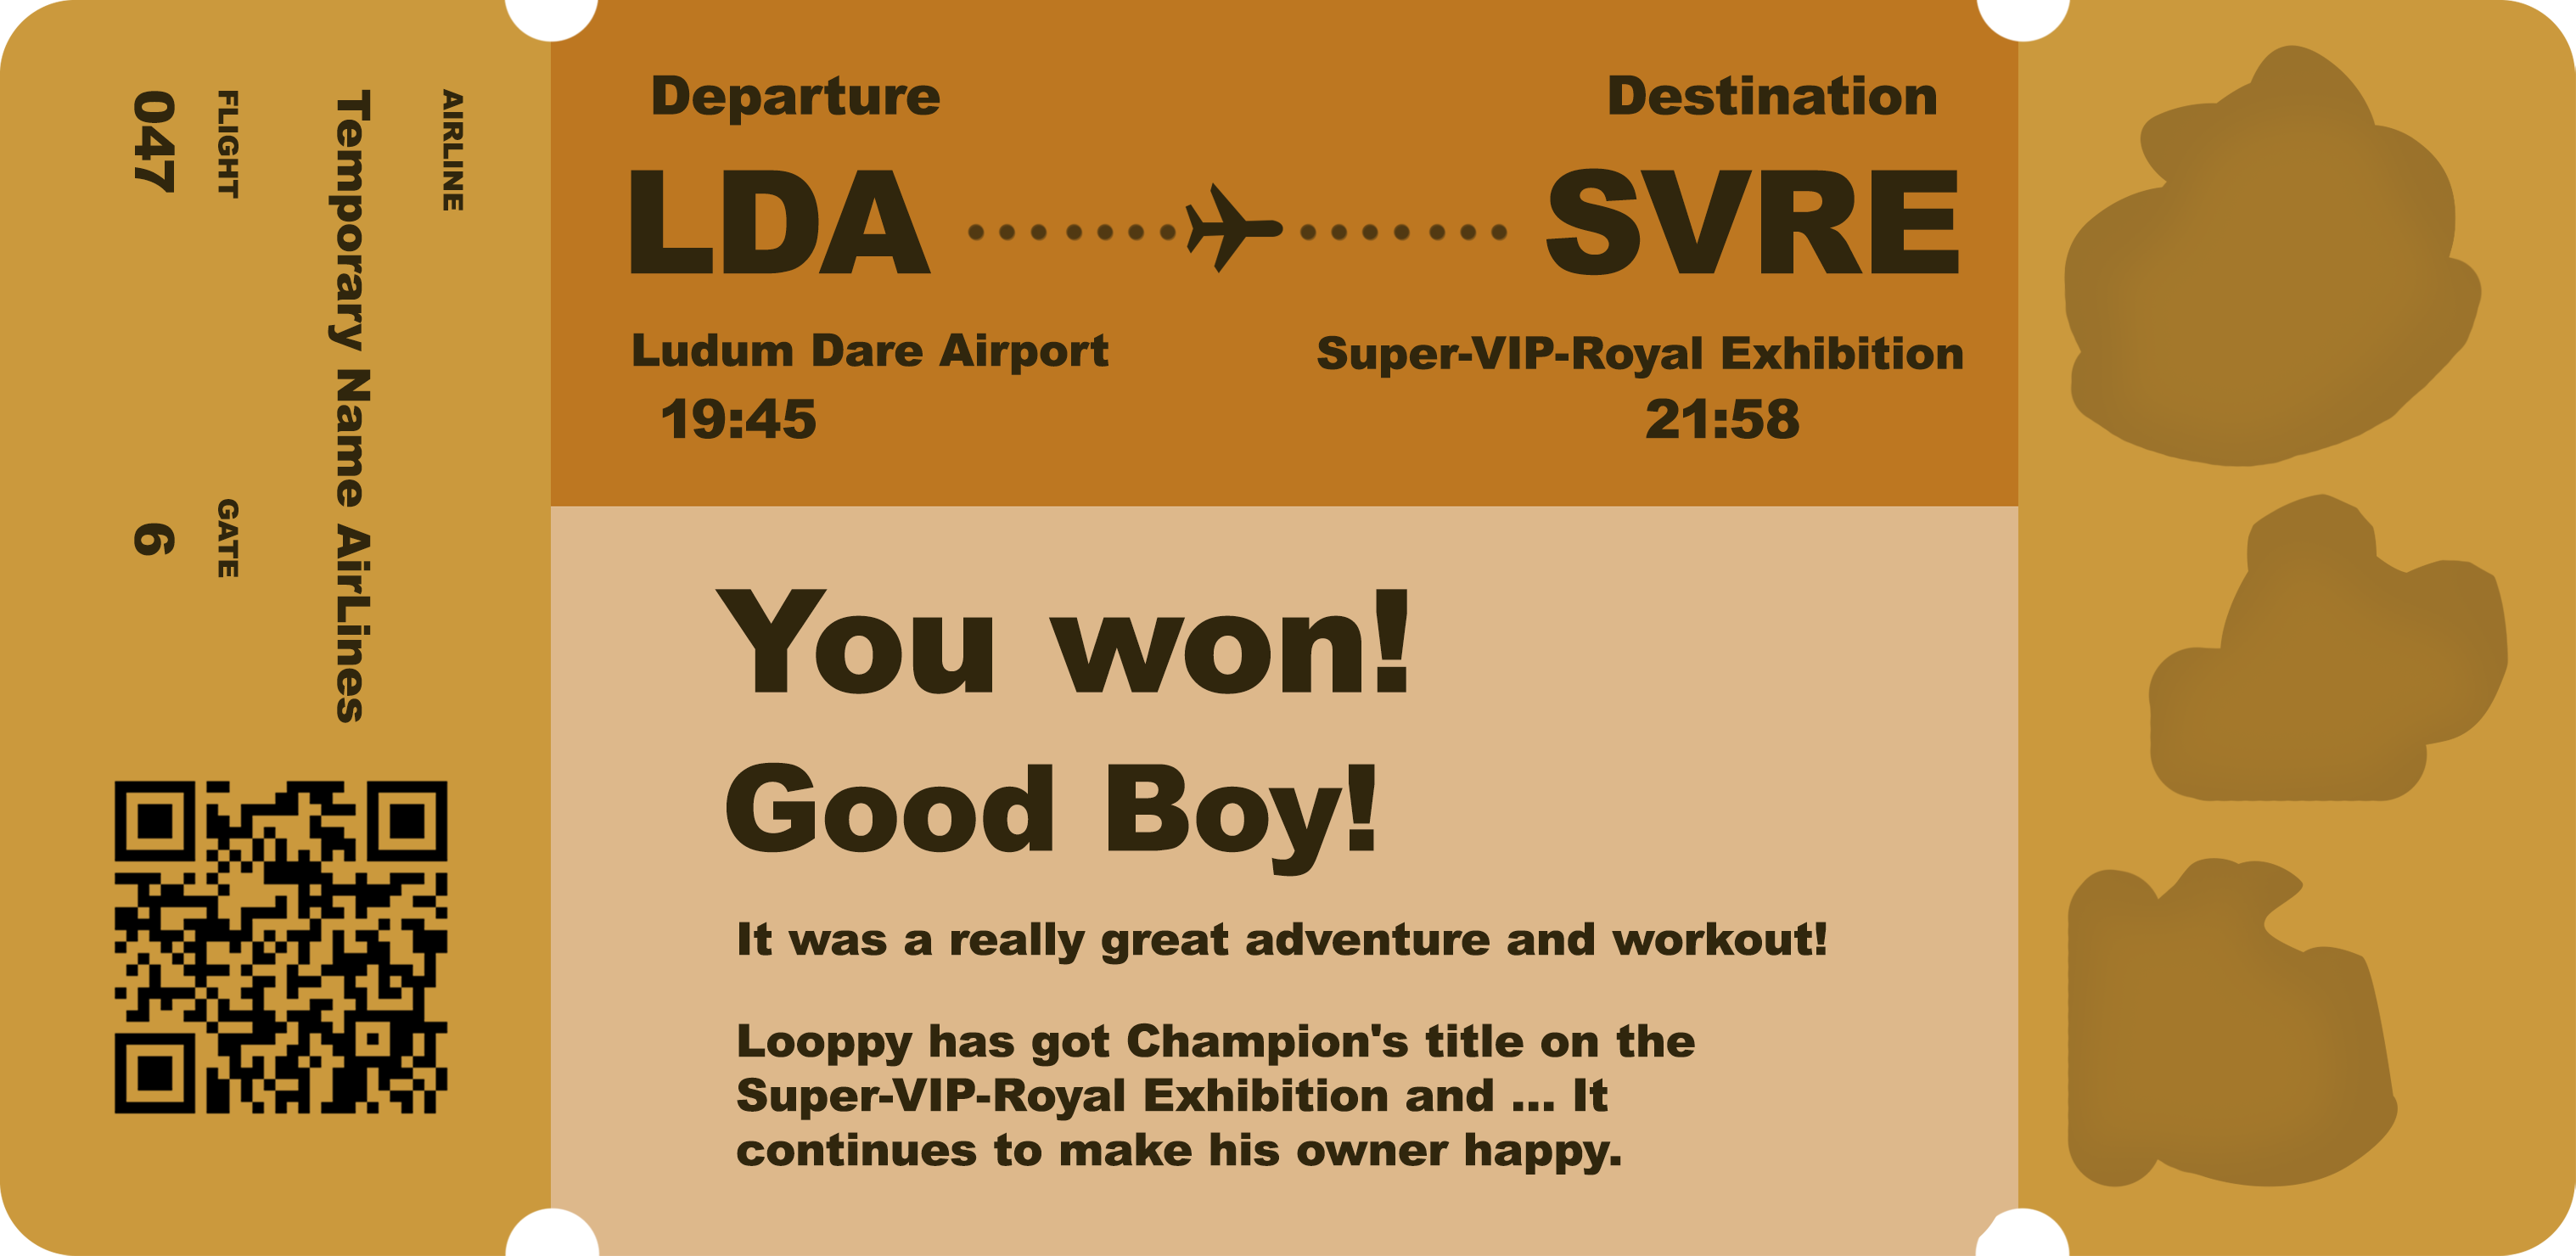 AIRLINE
Temporary Name AirLines
FLIGHT
047
GATE
6
Departure
LDA
Ludum Dare Airport
19:45
Destination
SVRE
Super-VIP-Royal Exhibition
21:58
You won!
Good Boy!
It was a really great adventure and workout!
Looppy has got Champion's title on the
Super-VIP-Royal Exhibition and ... It
continues to make his owner happy.